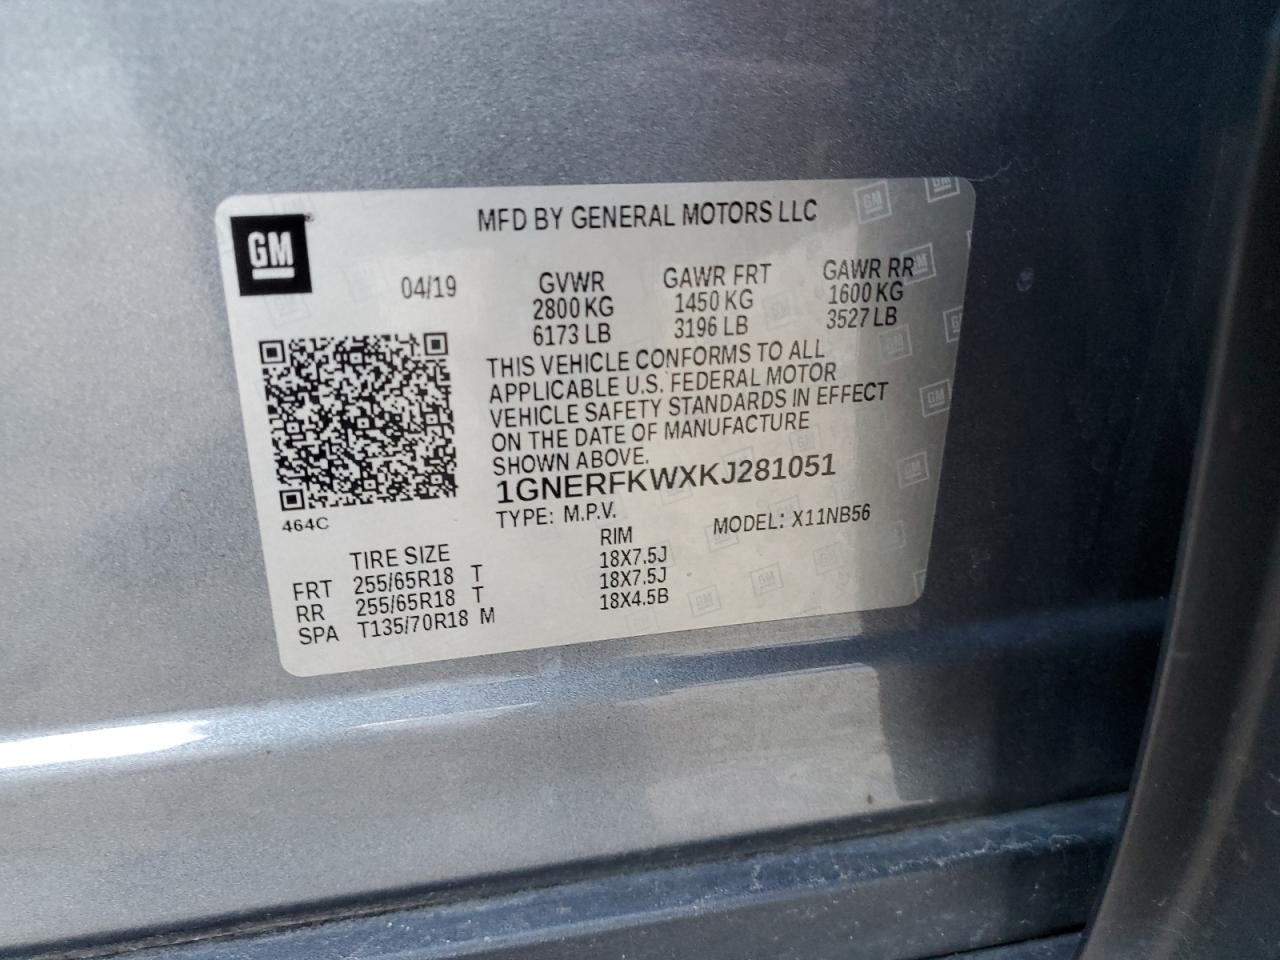 GM
MFD BY GENERAL MOTORS LLC
04/19
GVWR GAWR FRT GAWR RR
2800 KG 1450 KG 1600 KG
6173 LB 3196 LB 3527 LB
THIS VEHICLE CONFORMS TO ALL
APPLICABLE U.S. FEDERAL MOTOR
VEHICLE SAFETY STANDARDS IN EFFECT
ON THE DATE OF MANUFACTURE
SHOWN ABOVE.
1GNERFKWXKJ281051
TYPE: M.P.V. MODEL: X11NB56
464C
TIRE SIZE RIM
FRT 255/65R18 T 18X7.5J
RR 255/65R18 T 18X7.5J
SPA T135/70R18 M 18X4.5B